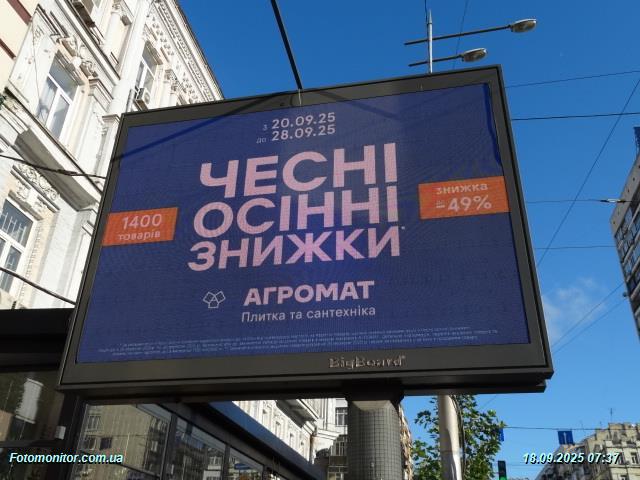 з 20.09.25
до 28.09.25
ЧЕСНІ
ОСІННІ
ЗНИЖКИ*
1400
товарів
знижка
до -49%
АГРОМАТ
Плитка та сантехніка
BigBoard
Fotomonitor.com.ua
18.09.2025 07:37